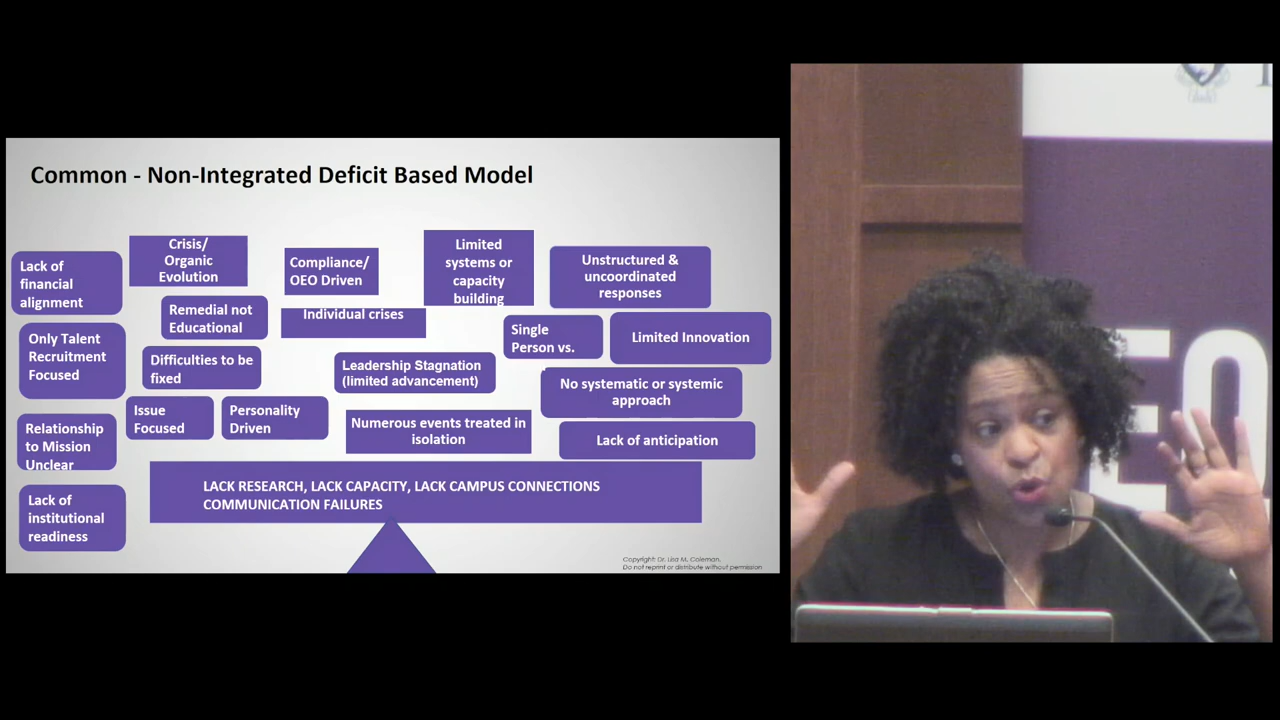 Common - Non-Integrated Deficit Based Model
Lack of
financial
alignment
Crisis/
Organic
Evolution
Compliance/
OEO Driven
Limited
systems or
capacity
building
Unstructured &
uncoordinated
responses
Remedial not
Educational
Individual crises
Only Talent
Recruitment
Focused
Single
Person vs.
Limited Innovation
Difficulties to be
fixed
Leadership Stagnation
(limited advancement)
No systematic or systemic
approach
Issue
Focused
Personality
Driven
Numerous events treated in
isolation
Relationship
to Mission
Unclear
Lack of anticipation
LACK RESEARCH, LACK CAPACITY, LACK CAMPUS CONNECTIONS
COMMUNICATION FAILURES
Lack of
institutional
readiness
Copyright: Dr. Lisa M. Coleman.
Do not reprint or distribute without permission